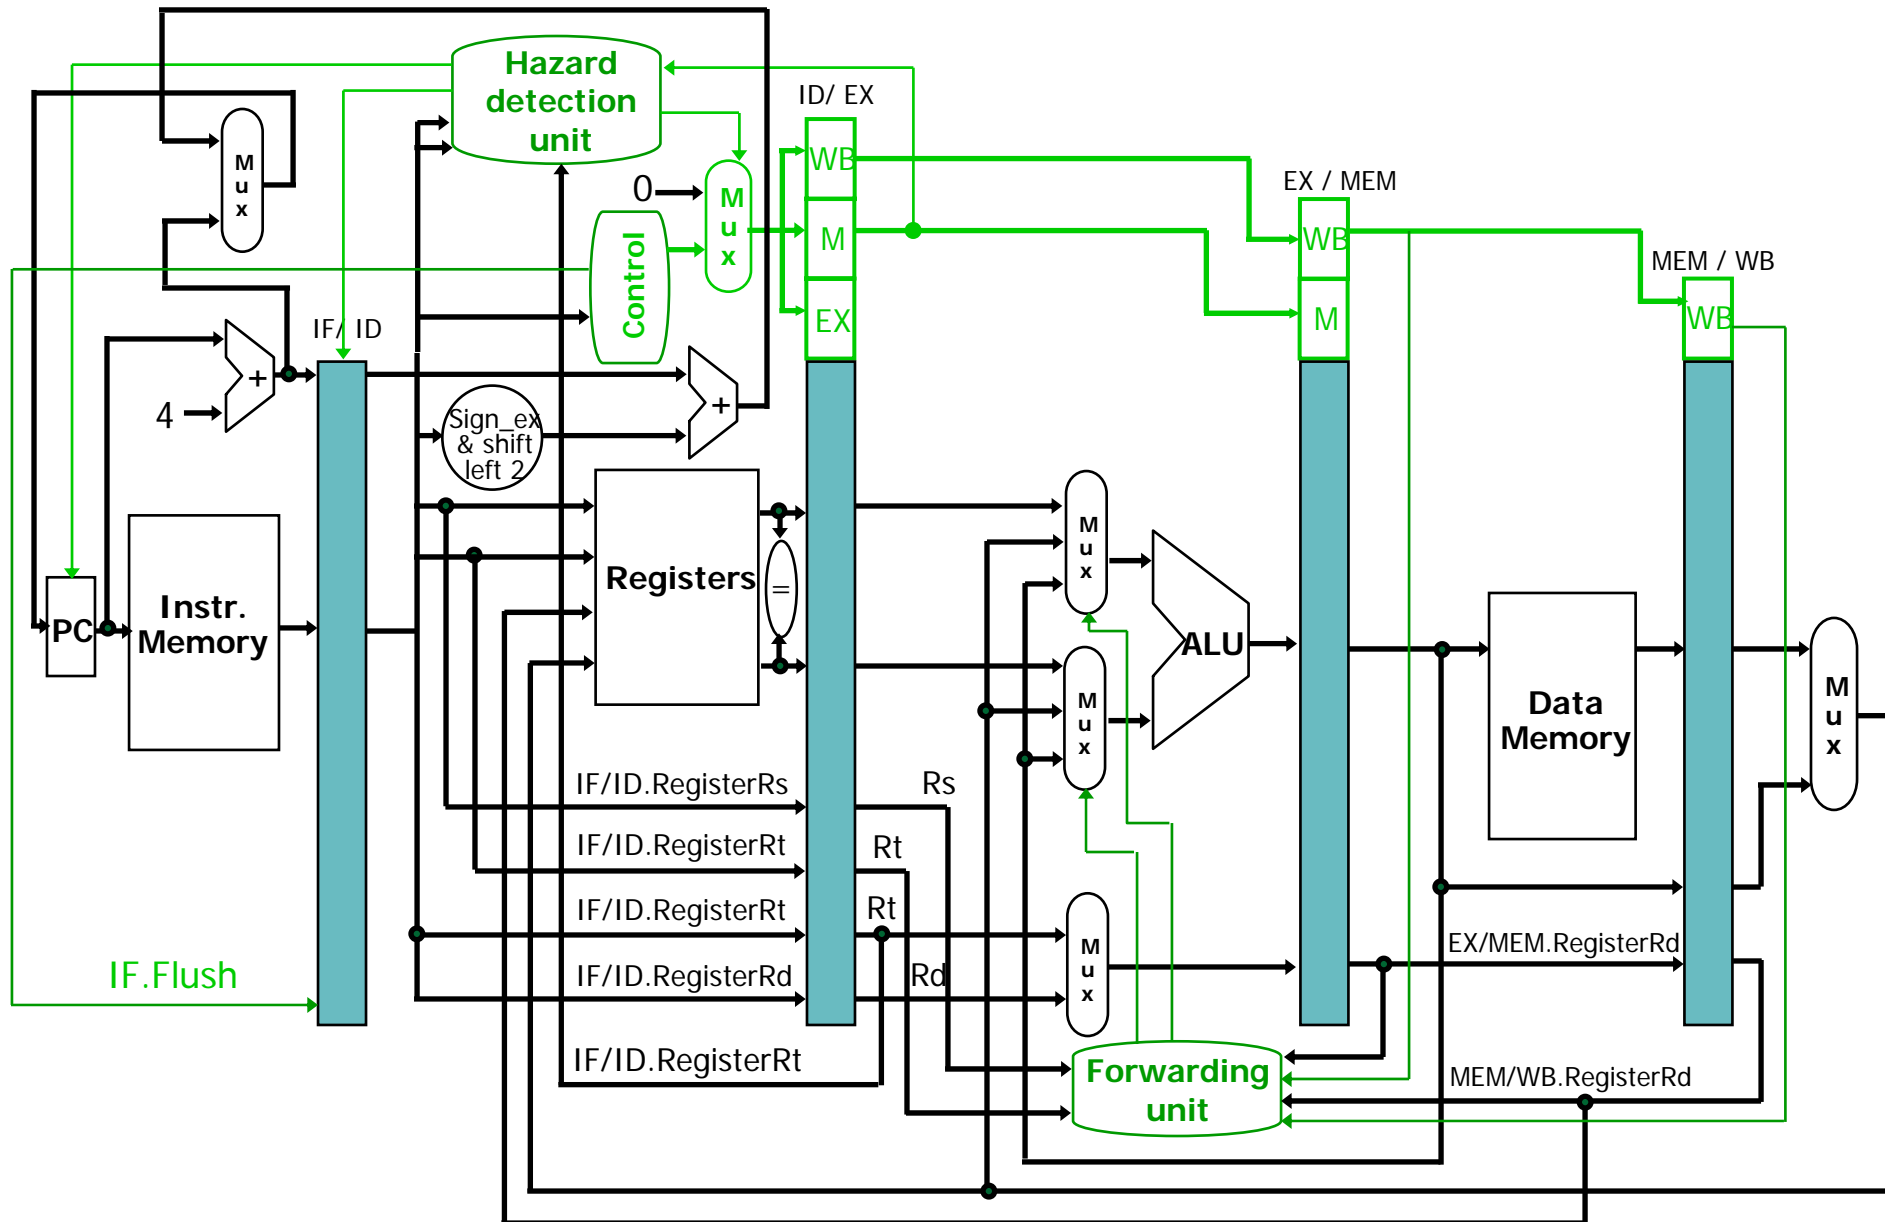 Hazard
detection
unit
ID/ EX
M
u
x
WB
0
M
u
x
EX / MEM
M
WB
MEM / WB
Control
EX
M
WB
IF/ ID
+
4
+
Sign_ex
& shift
left 2
M
u
x
Registers
=
PC
Instr.
Memory
ALU
M
u
x
Data
Memory
M
u
x
IF/ID.RegisterRs
Rs
IF/ID.RegisterRt
Rt
IF/ID.RegisterRt
Rt
M
u
x
EX/MEM.RegisterRd
IF.Flush
IF/ID.RegisterRd
Rd
IF/ID.RegisterRt
Forwarding
unit
MEM/WB.RegisterRd